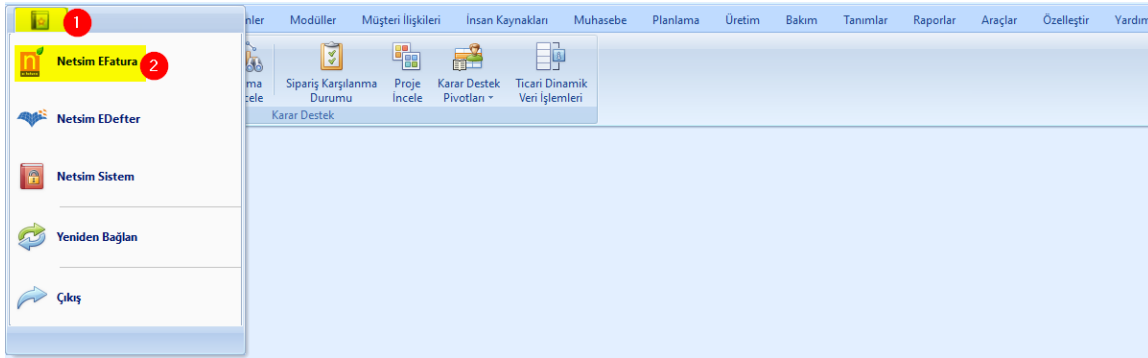 1
nler Modüller Müşteri İlişkileri İnsan Kaynakları Muhasebe Planlama Üretim Bakım Tanımlar Raporlar Araçlar Özelleştir Yardım
Netsim EFatura 2
Netsim EDefter
Netsim Sistem
Yeniden Bağlan
Çıkış
ma
cele
Sipariş Karşılanma
Durumu
Proje
İncele
Karar Destek
Pivotları
Ticari Dinamik
Veri İşlemleri
Karar Destek